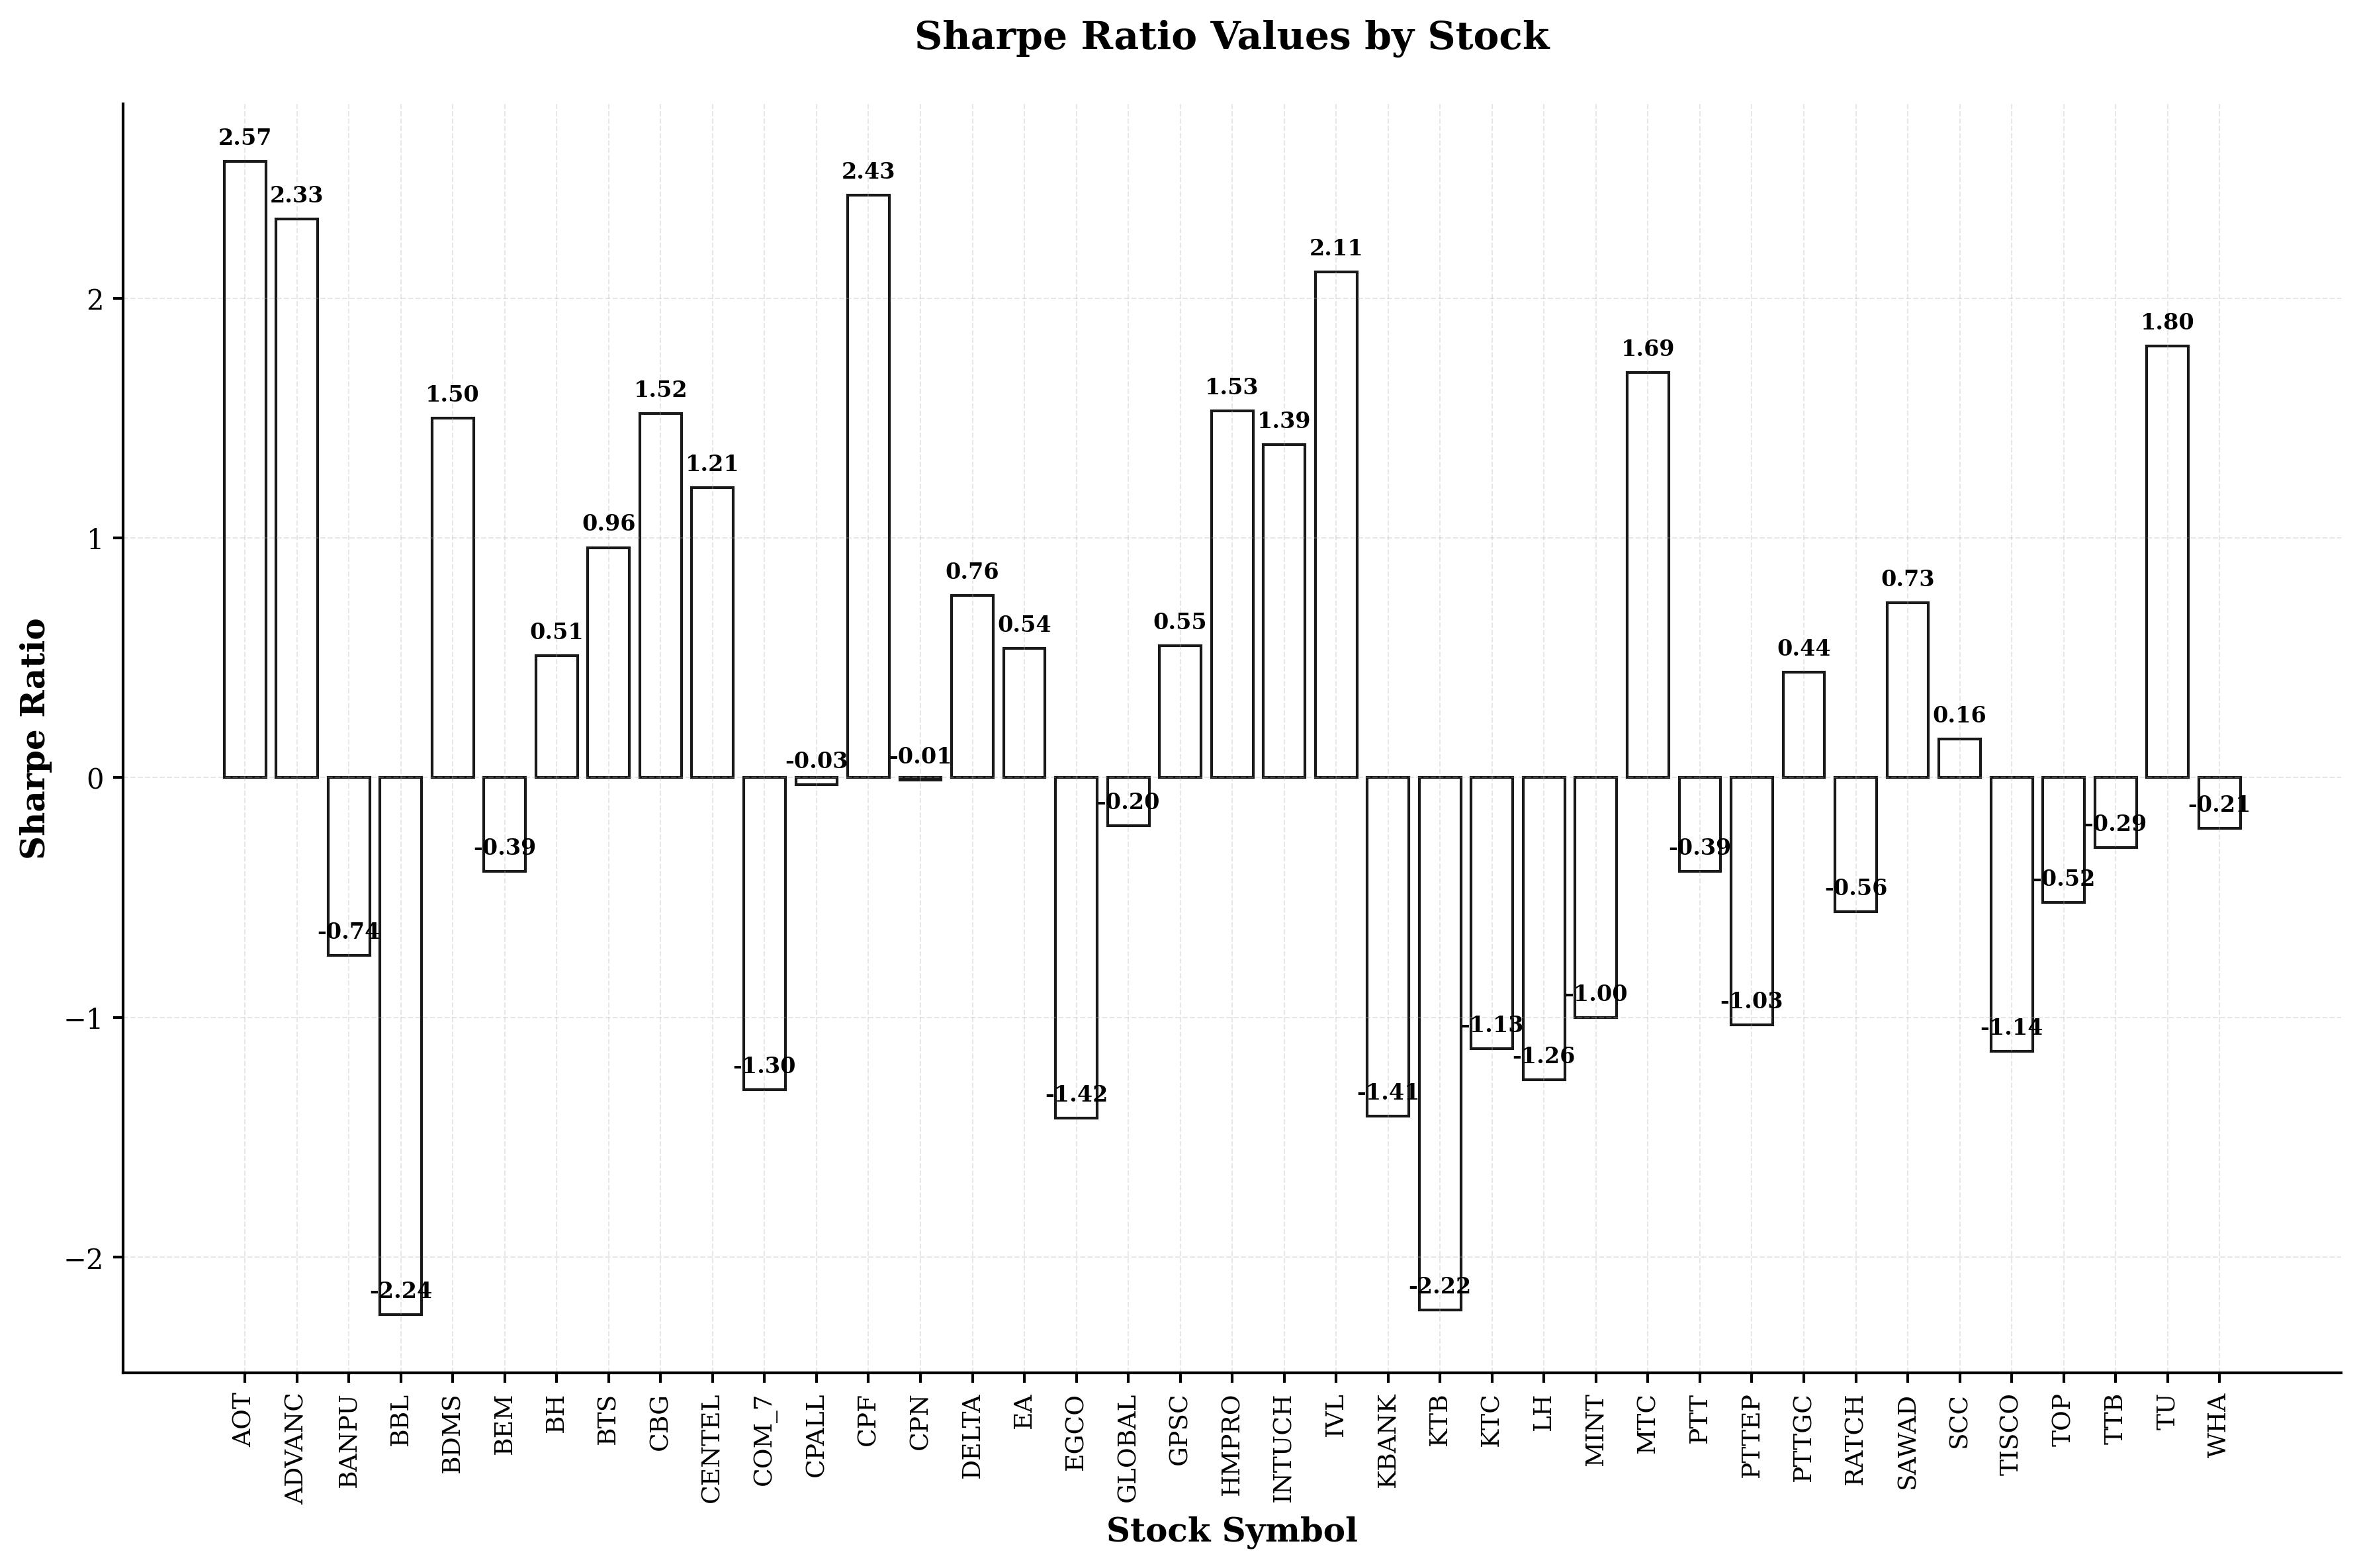 Sharpe Ratio Values by Stock
2.57
2.33
-0.74
-2.24
1.50
-0.39
0.51
0.96
1.52
1.21
-1.30
-0.03
2.43
-0.01
0.76
0.54
-1.42
-0.20
0.55
1.53
1.39
2.11
-1.41
-2.22
-1.13
-1.26
-1.00
1.69
-0.39
-1.03
0.44
-0.56
0.73
0.16
-1.14
-0.52
-0.29
1.80
-0.21
Sharpe Ratio
2
1
0
−1
−2
AOT
ADVANC
BANPU
BBL
BDMS
BEM
BH
BTS
CBG
CENTEL
COM_7
CPALL
CPF
CPN
DELTA
EA
EGCO
GLOBAL
GPSC
HMPRO
INTUCH
IVL
KBANK
KTB
KTC
LH
MINT
MTC
PTT
PTTEP
PTTGC
RATCH
SAWAD
SCC
TISCO
TOP
TTB
TU
WHA
Stock Symbol